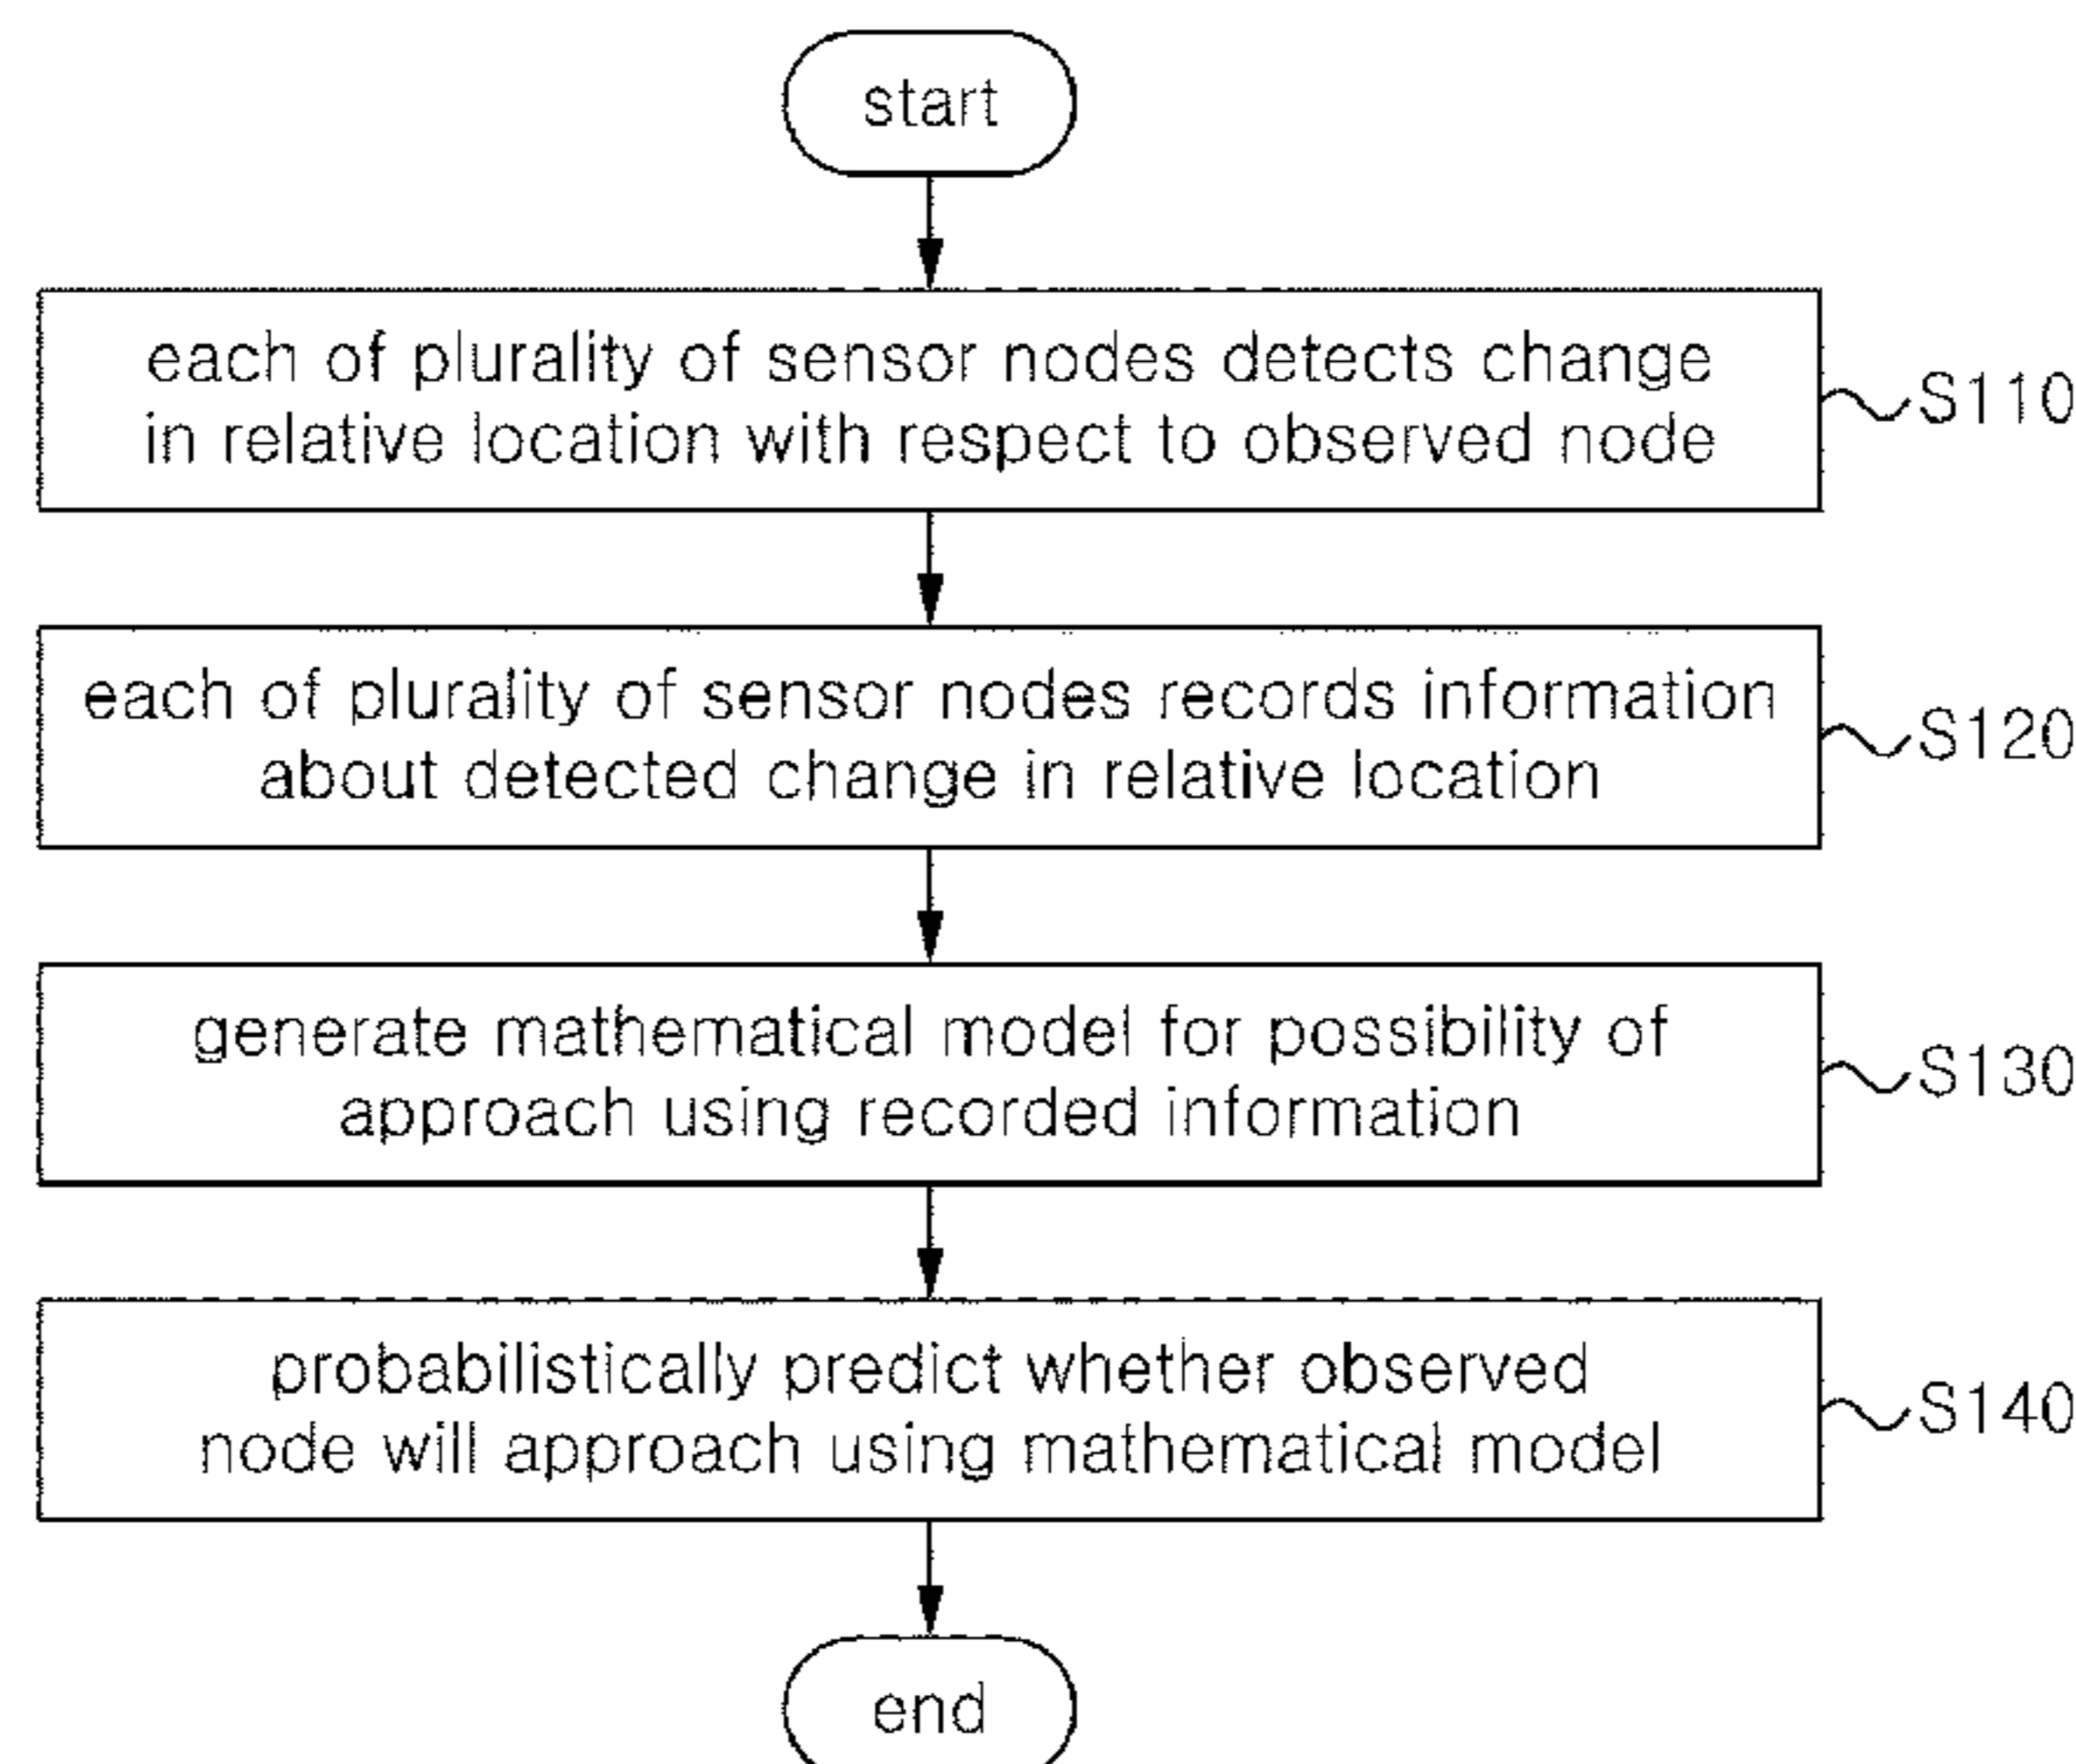 start
each of plurality of sensor nodes detects change
in relative location with respect to observed node
S110
each of plurality of sensor nodes records information
about detected change in relative location
S120
generate mathematical model for possibility of
approach using recorded information
S130
probabilistically predict whether observed
node will approach using mathematical model
S140
end